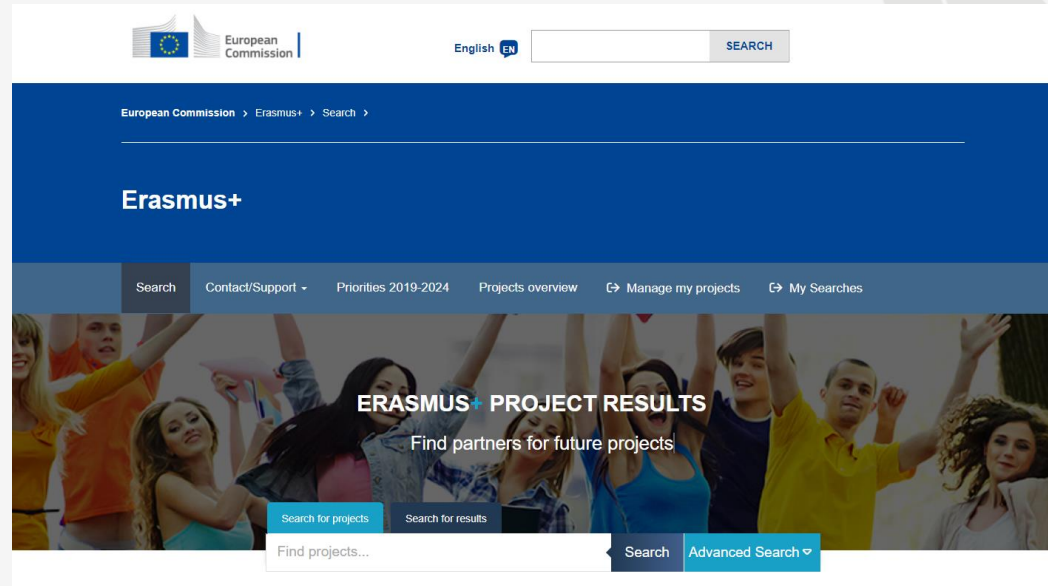 European
Commission
English EN SEARCH
European Commission > Erasmus+ > Search >
Erasmus+
Search Contact/Support Priorities 2019-2024 Projects overview Manage my projects My Searches
ERASMUS+ PROJECT RESULTS
Find partners for future projects
Search for projects Search for results
Find projects... Search Advanced Search